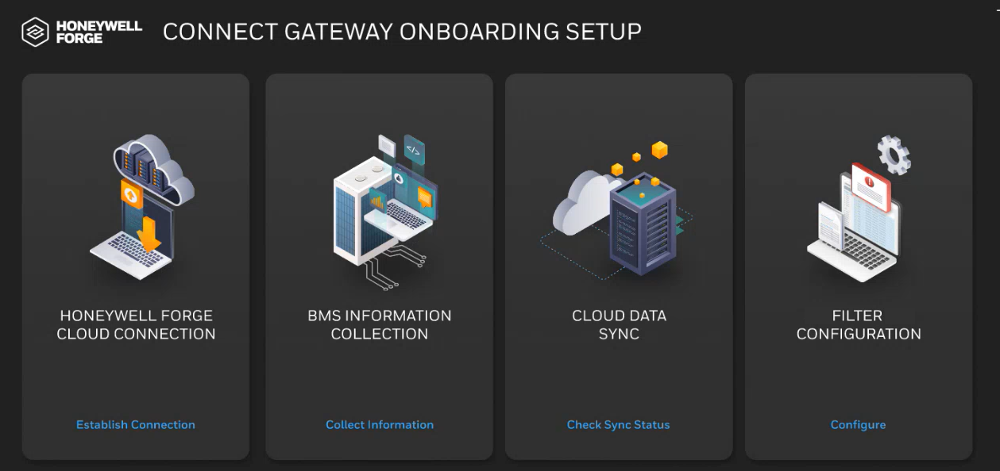 HONEYWELL
FORGE
CONNECT GATEWAY ONBOARDING SETUP
HONEYWELL FORGE
CLOUD CONNECTION
Establish Connection
BMS INFORMATION
COLLECTION
Collect Information
CLOUD DATA
SYNC
Check Sync Status
FILTER
CONFIGURATION
Configure